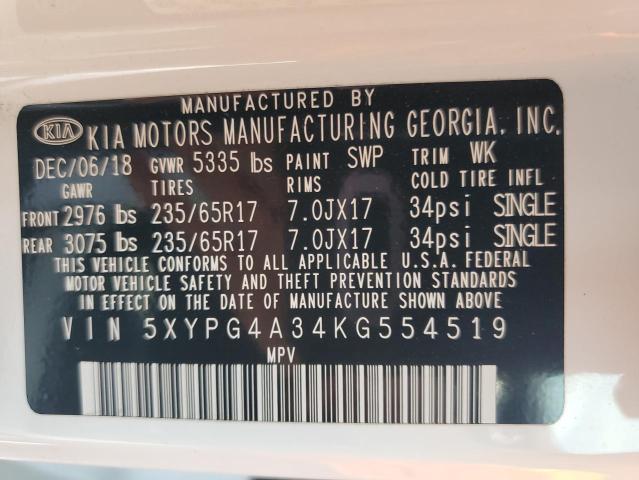 MANUFACTURED BY
KIA KIA MOTORS MANUFACTURING GEORGIA, INC.
DEC/06/18 GVWR 5335 lbs PAINT SWP TRIM WK
GAWR TIRES RIMS COLD TIRE INFL
FRONT 2976 lbs 235/65R17 7.0JX17 34psi SINGLE
REAR 3075 lbs 235/65R17 7.0JX17 34psi SINGLE
THIS VEHICLE CONFORMS TO ALL APPLICABLE U.S.A. FEDERAL
MOTOR VEHICLE SAFETY AND THEFT PREVENTION STANDARDS
IN EFFECT ON THE DATE OF MANUFACTURE SHOWN ABOVE.
VIN 5XYPG4A34KG554519
MPV